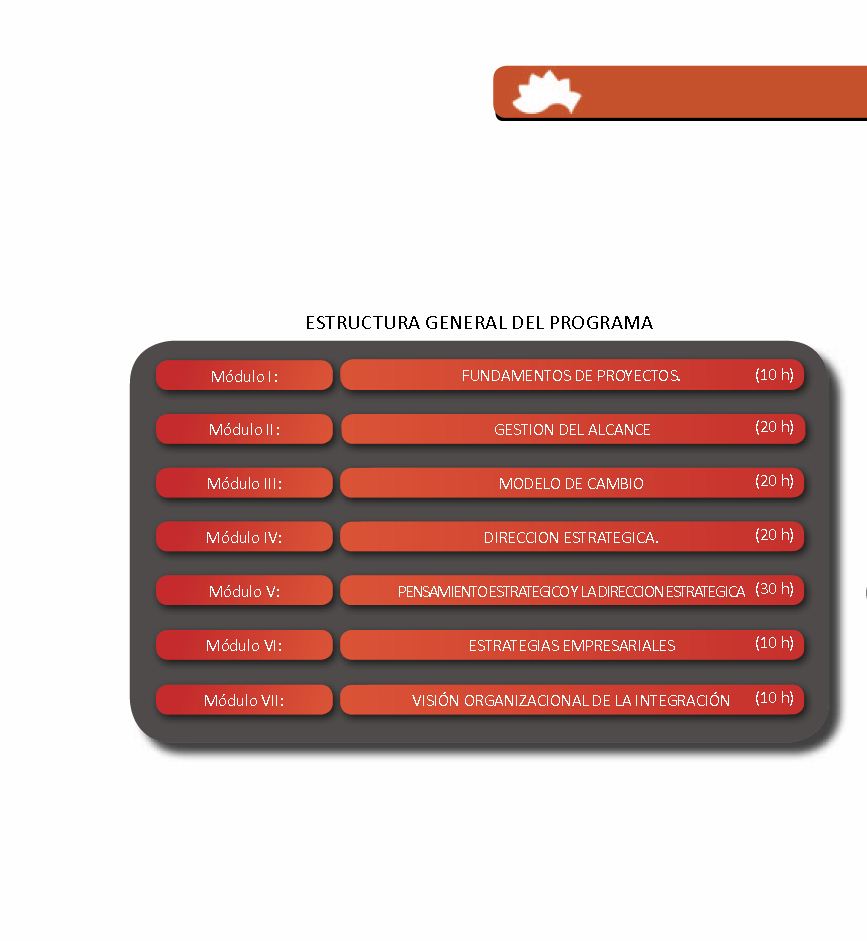 ESTRUCTURA GENERAL DEL PROGRAMA
Módulo I: FUNDAMENTOS DE PROYECTOS. (10 h)
Módulo II: GESTION DEL ALCANCE (20 h)
Módulo III: MODELO DE CAMBIO (20 h)
Módulo IV: DIRECCION ESTRATEGICA. (20 h)
Módulo V: PENSAMIENTO ESTRATEGICO Y LA DIRECCION ESTRATEGICA (30 h)
Módulo VI: ESTRATEGIAS EMPRESARIALES (10 h)
Módulo VII: VISIÓN ORGANIZACIONAL DE LA INTEGRACIÓN (10 h)